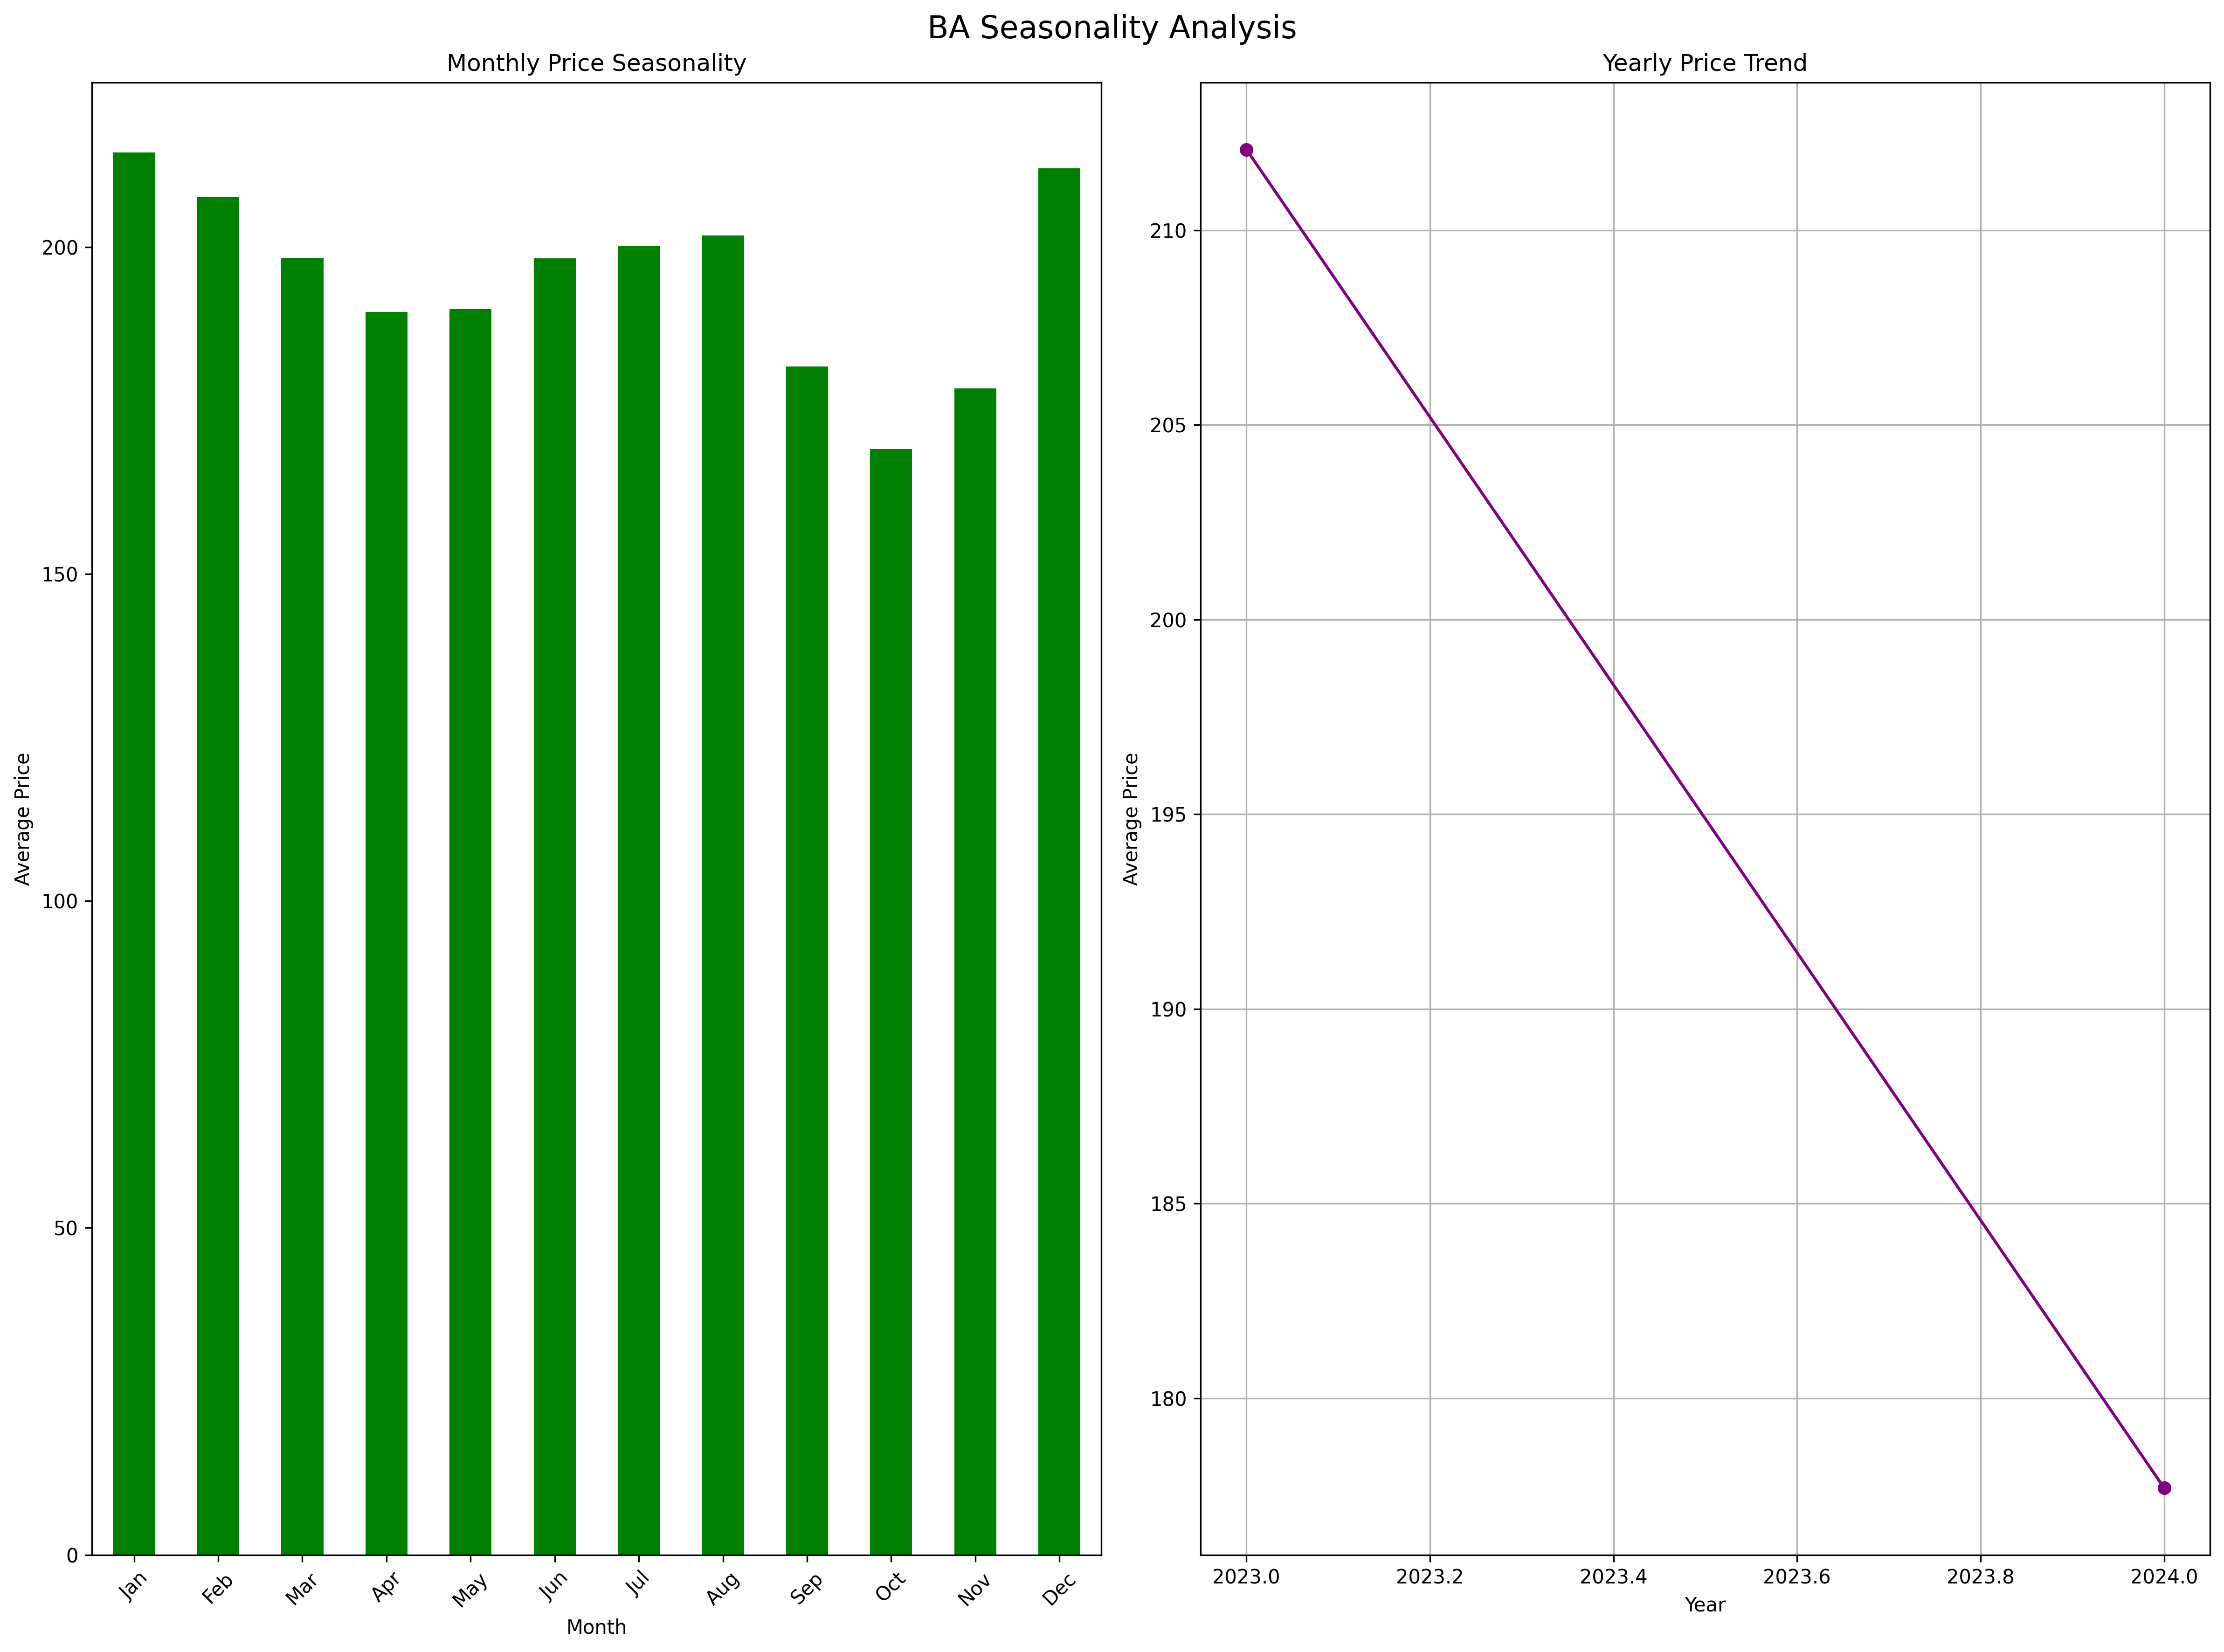 BA Seasonality Analysis
Monthly Price Seasonality
Average Price
200
150
100
50
0
Jan Feb Mar Apr May Jun Jul Aug Sep Oct Nov Dec
Month
Yearly Price Trend
Average Price
210
205
200
195
190
185
180
2023.0 2023.2 2023.4 2023.6 2023.8 2024.0
Year